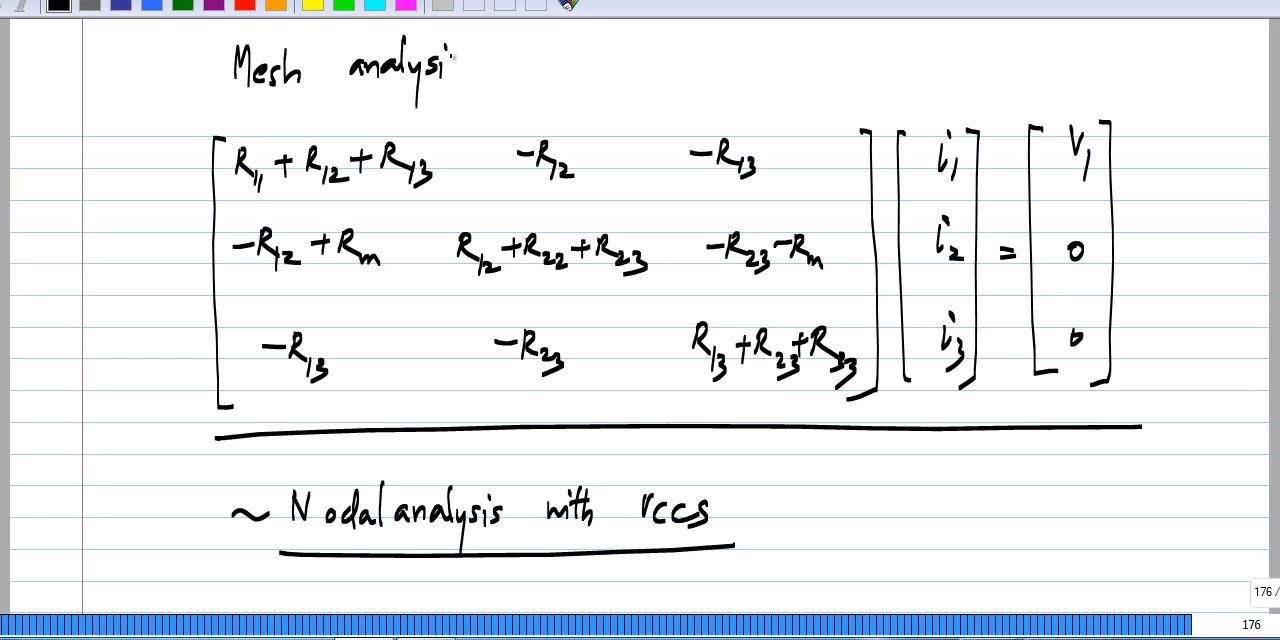 Mesh analysi
R₁₁ + R₁₂ + R₁₃ -R₁₂ -R₁₃ i₁ V₁
-R₁₂ + Rₘ R₁₂ + R₂₂ + R₂₃ -R₂₃ - Rₘ i₂ = 0
-R₁₃ -R₂₃ R₁₃ + R₂₃ + R₃₃ i₃ 0
~ Nodal analysis with VCCS
176 /
176